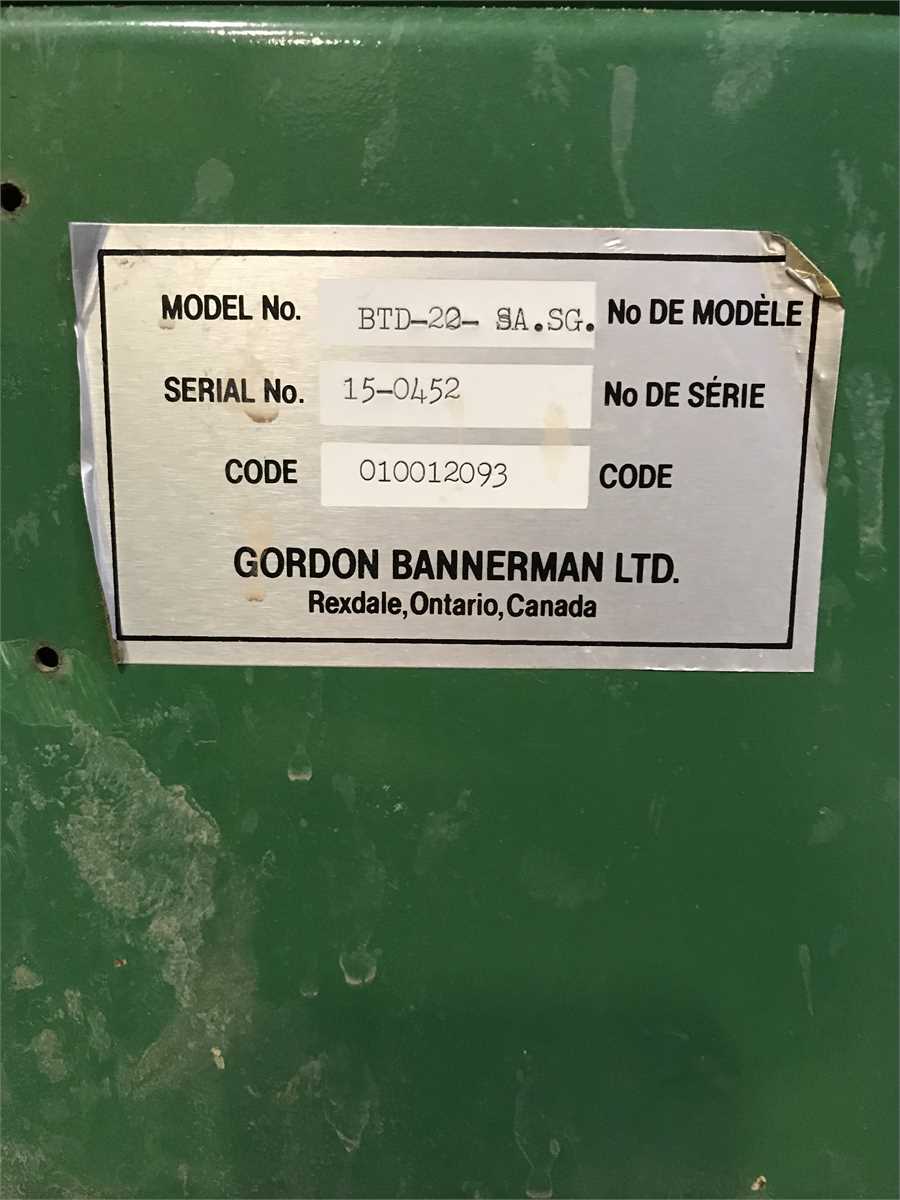 MODEL No. BTD-20- SA.SG. No DE MODÈLE
SERIAL No. 15-0452 No DE SÉRIE
CODE 010012093 CODE
GORDON BANNERMAN LTD.
Rexdale, Ontario, Canada